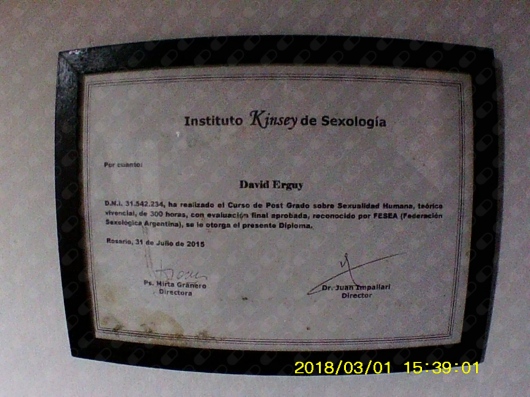 Instituto Kinsey de Sexología
Por cuanto:
David Erguy
D.N.I. 31.542.234, ha realizado el Curso de Post Grado sobre Sexualidad Humana, teórico
vivencial, de 300 horas, con evaluación final aprobada, reconocido por FESEA (Federación
Sexológica Argentina), se le otorga el presente Diploma.
Rosario, 31 de Julio de 2015
Ps. Mirta Granero
Directora
Dr. Juan Impallari
Director
2018/03/01 15:39:01